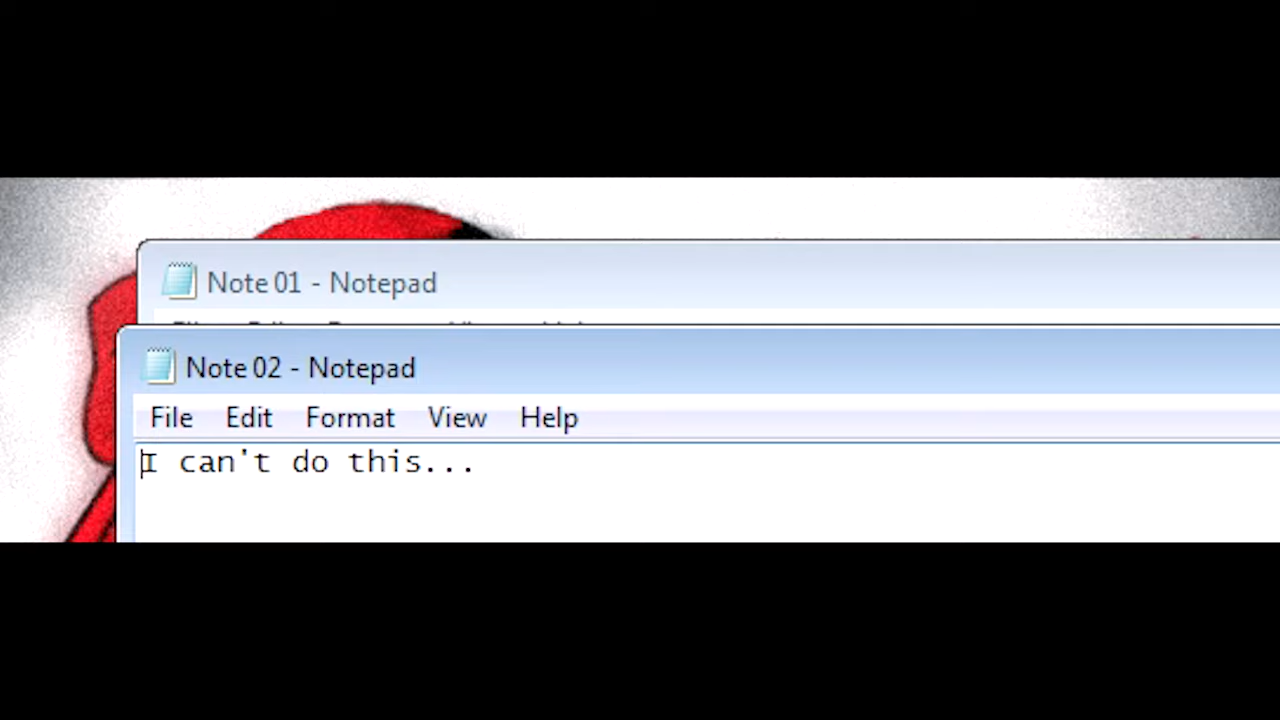 Note 01 - Notepad
Note 02 - Notepad
File Edit Format View Help
I can't do this...